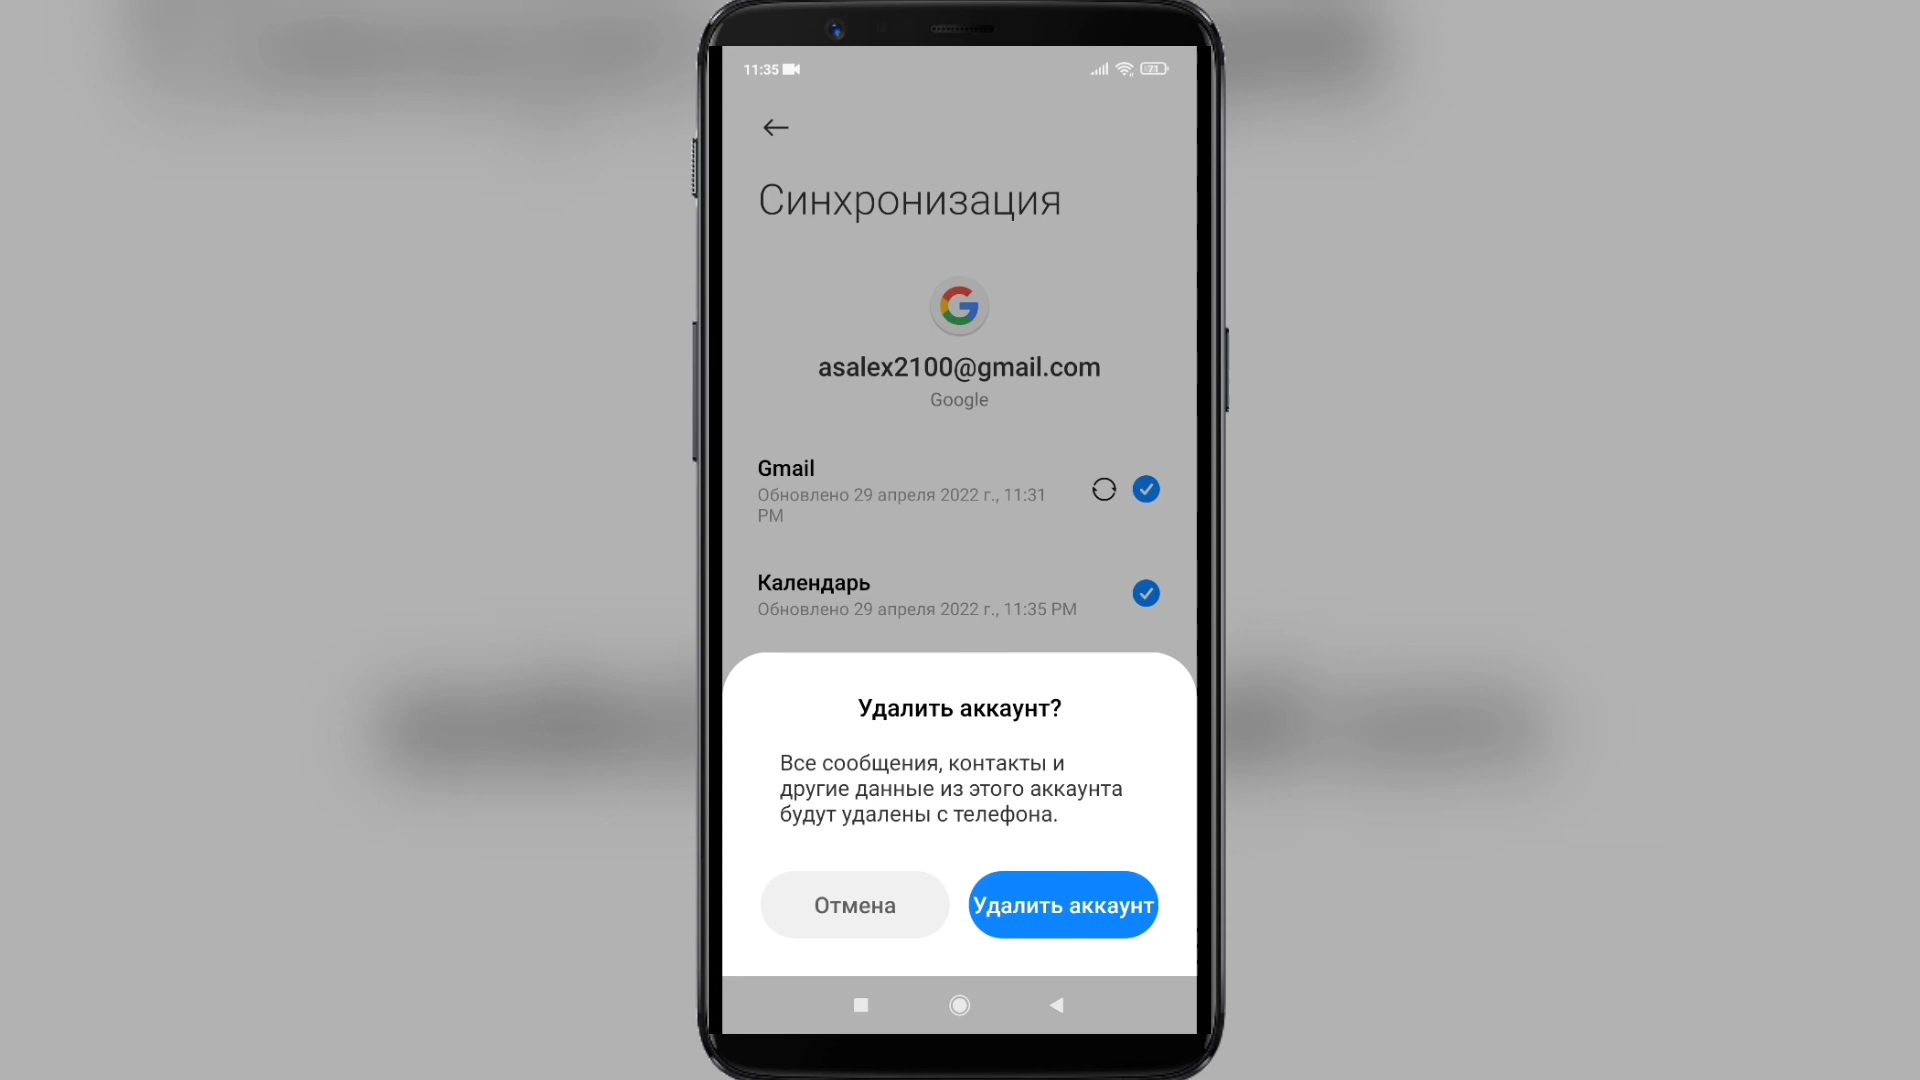 11:35
71
Синхронизация
asalex2100@gmail.com
Google
Gmail
Обновлено 29 апреля 2022 г., 11:31
PM
Календарь
Обновлено 29 апреля 2022 г., 11:35 PM
Удалить аккаунт?
Все сообщения, контакты и
другие данные из этого аккаунта
будут удалены с телефона.
Отмена
Удалить аккаунт